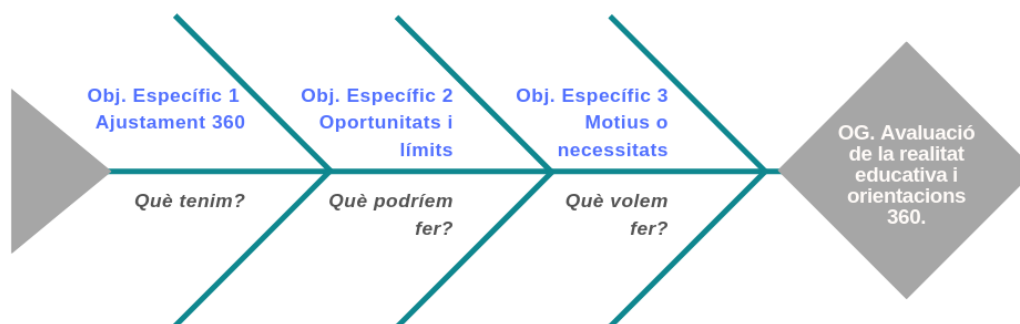 Obj. Específic 1
Ajustament 360
Què tenim?
Obj. Específic 2
Oportunitats i
límits
Què podríem
fer?
Obj. Específic 3
Motius o
necessitats
Què volem
fer?
OG. Avaluació
de la realitat
educativa i
orientacions
360.